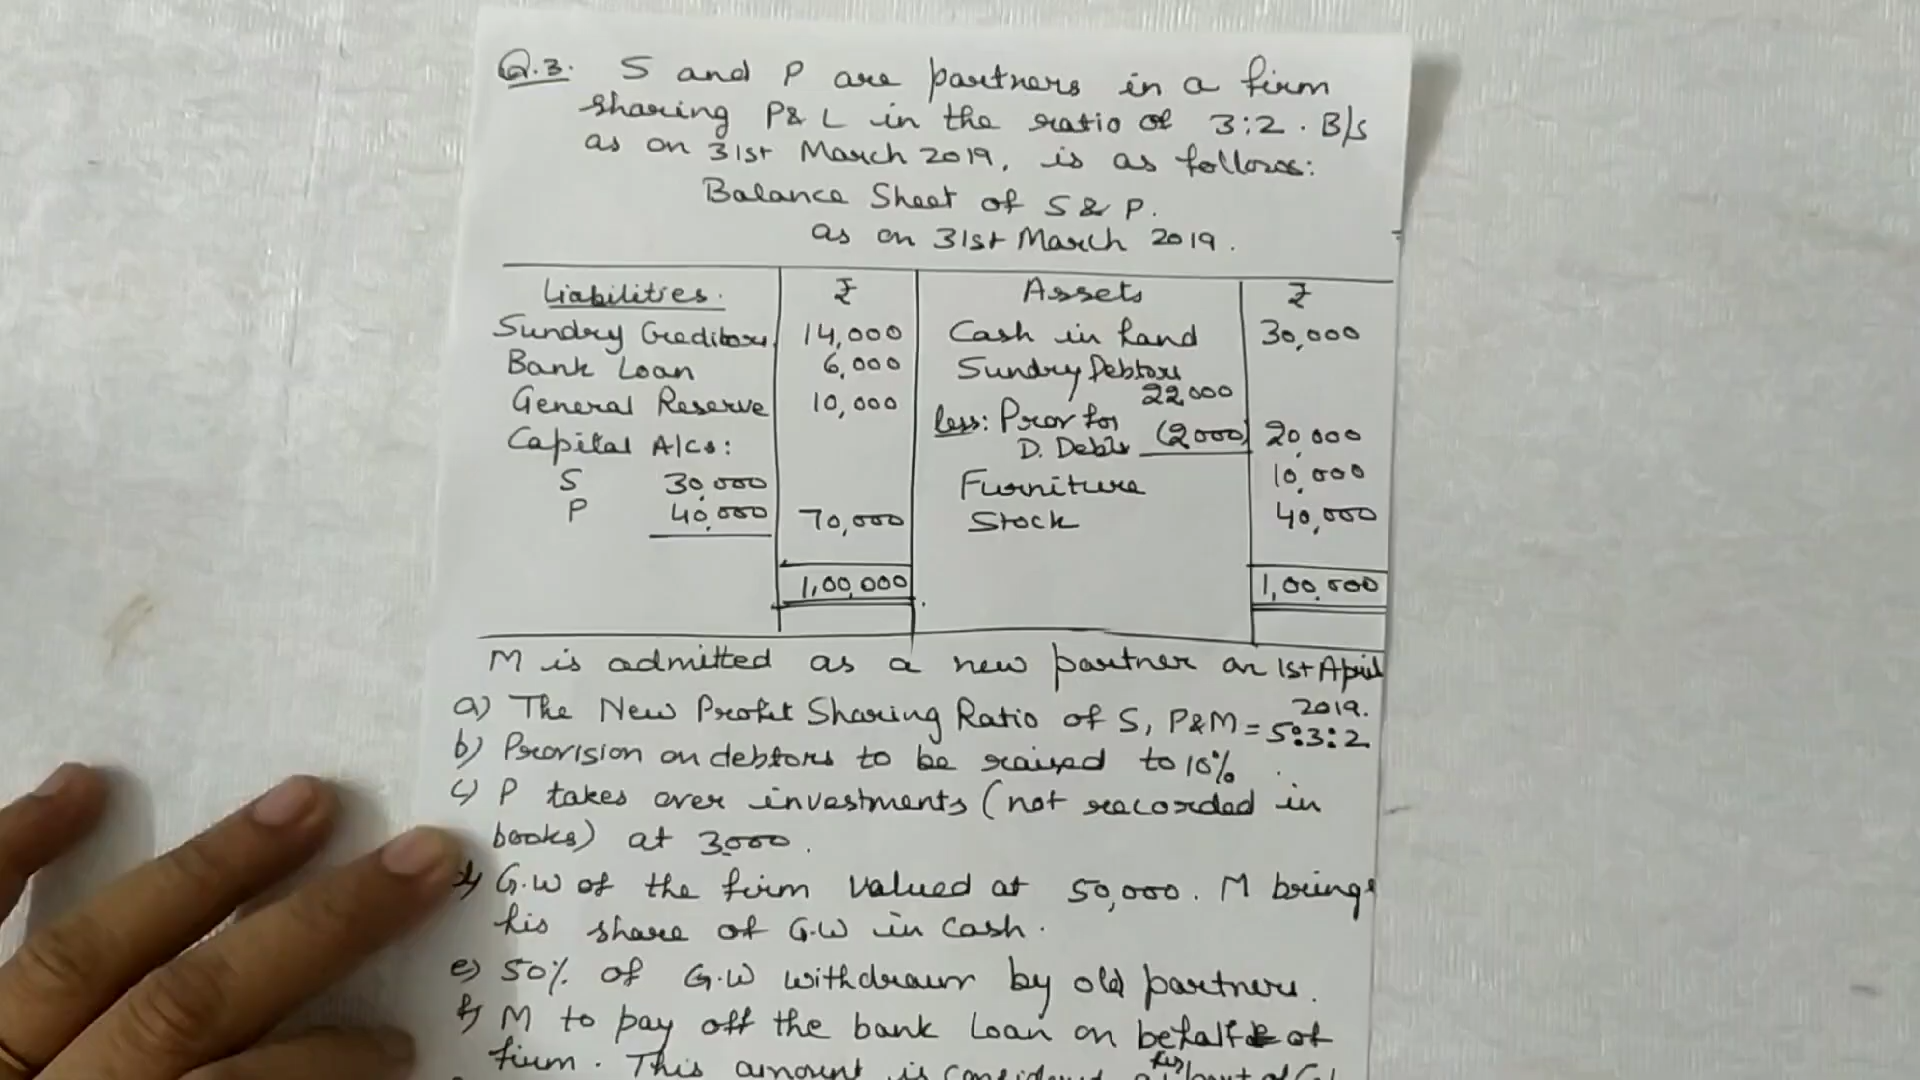 Q.3. S and P are partners in a firm
sharing P&L in the ratio of 3:2. B/s
as on 31st March 2019, is as follows:
Balance Sheet of S & P.
as on 31st March 2019.
Liabilities. ₹ Assets ₹
Sundry Creditors 14,000 Cash in hand 30,000
Bank Loan 6,000 Sundry Debtors
22000
General Reserve 10,000 less: Prov for
D. Debts (2000) 20,000
Capital A/cs:
S 30,000 Furniture 10,000
P 40,000 70,000 Stock 40,000
1,00,000 1,00,000
M is admitted as a new partner on 1st April
2019.
a) The New Profit Sharing Ratio of S, P&M = 5:3:2
b) Provision on debtors to be raised to 10%.
c) P takes over investments (not recorded in
books) at 3000.
d) G.W of the firm valued at 50,000. M brings
his share of G.W in cash.
e) 50% of G.W withdrawn by old partners.
f) M to pay off the bank loan on behalf of
firm. This amount is considered